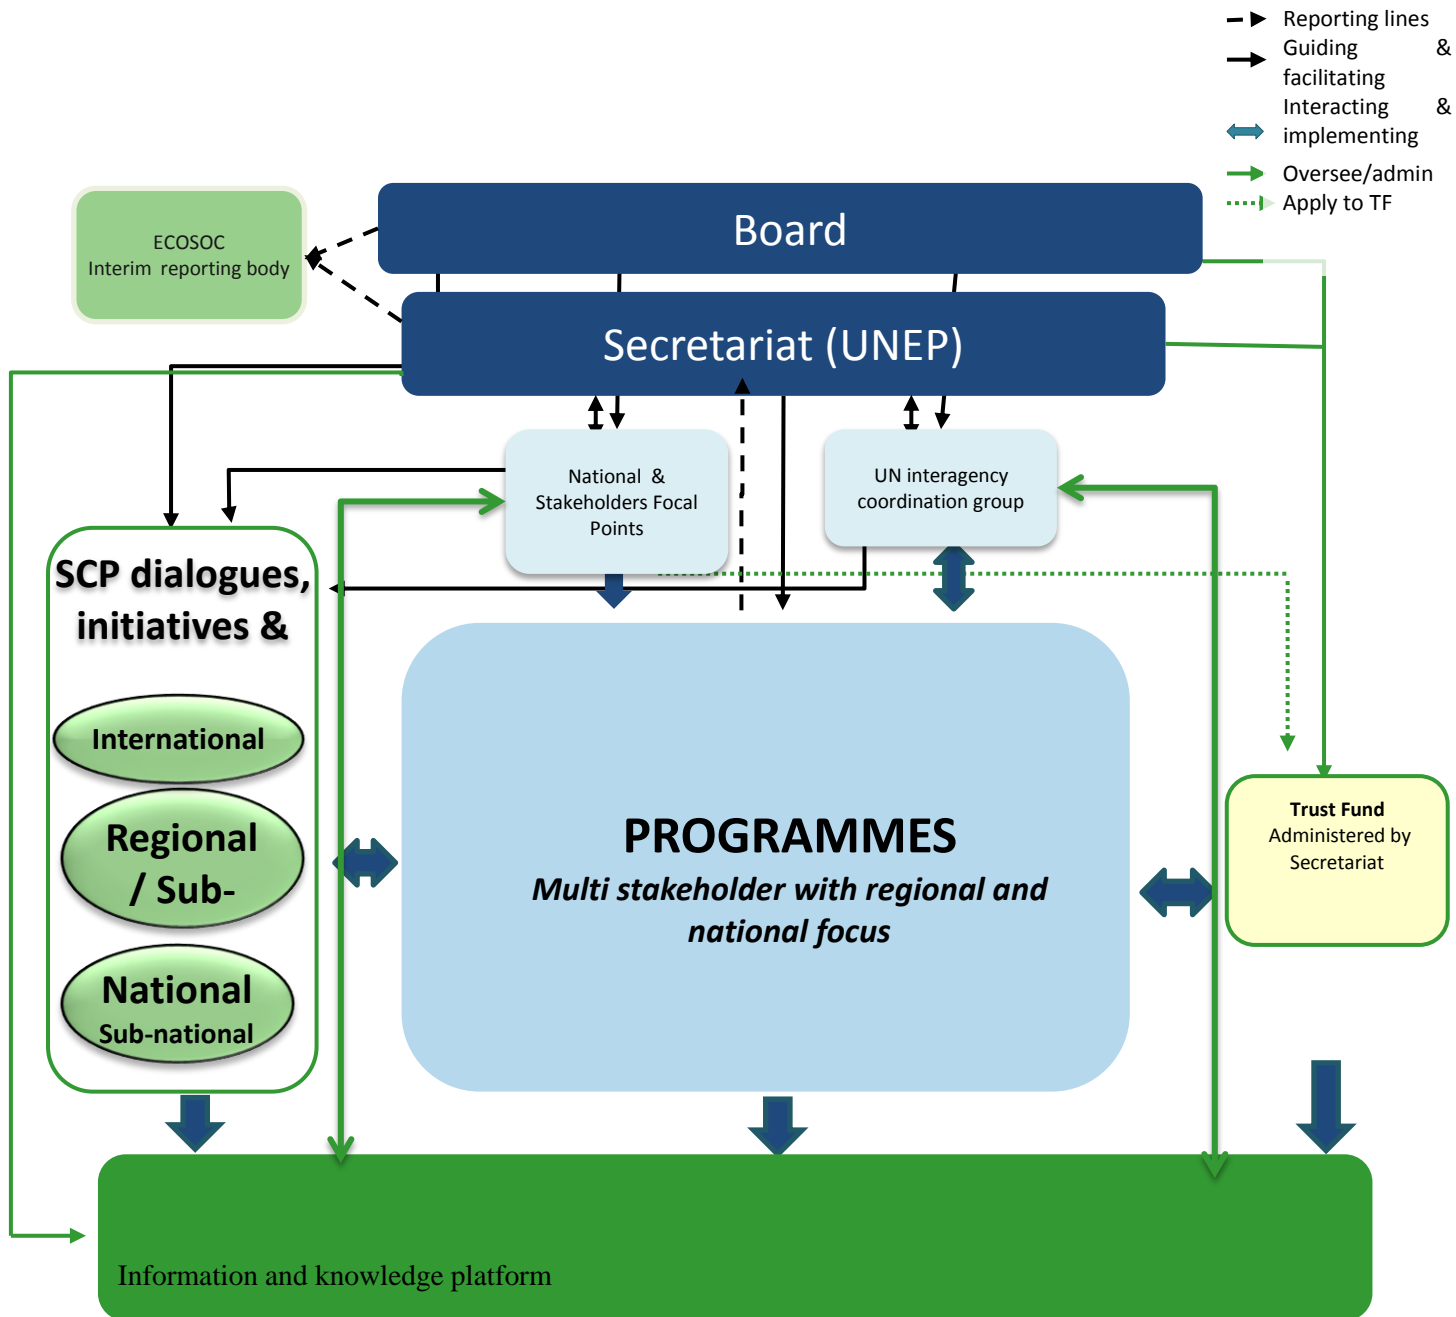 Reporting lines
Guiding &
facilitating
Interacting &
implementing
Oversee/admin
Apply to TF
Board
ECOSOC
Interim reporting body
Secretariat (UNEP)
National &
Stakeholders Focal
Points
UN interagency
coordination group
SCP dialogues,
initiatives &
International
Regional
/ Sub-
National
Sub-national
PROGRAMMES
Multi stakeholder with regional and
national focus
Trust Fund
Administered by
Secretariat
Information and knowledge platform